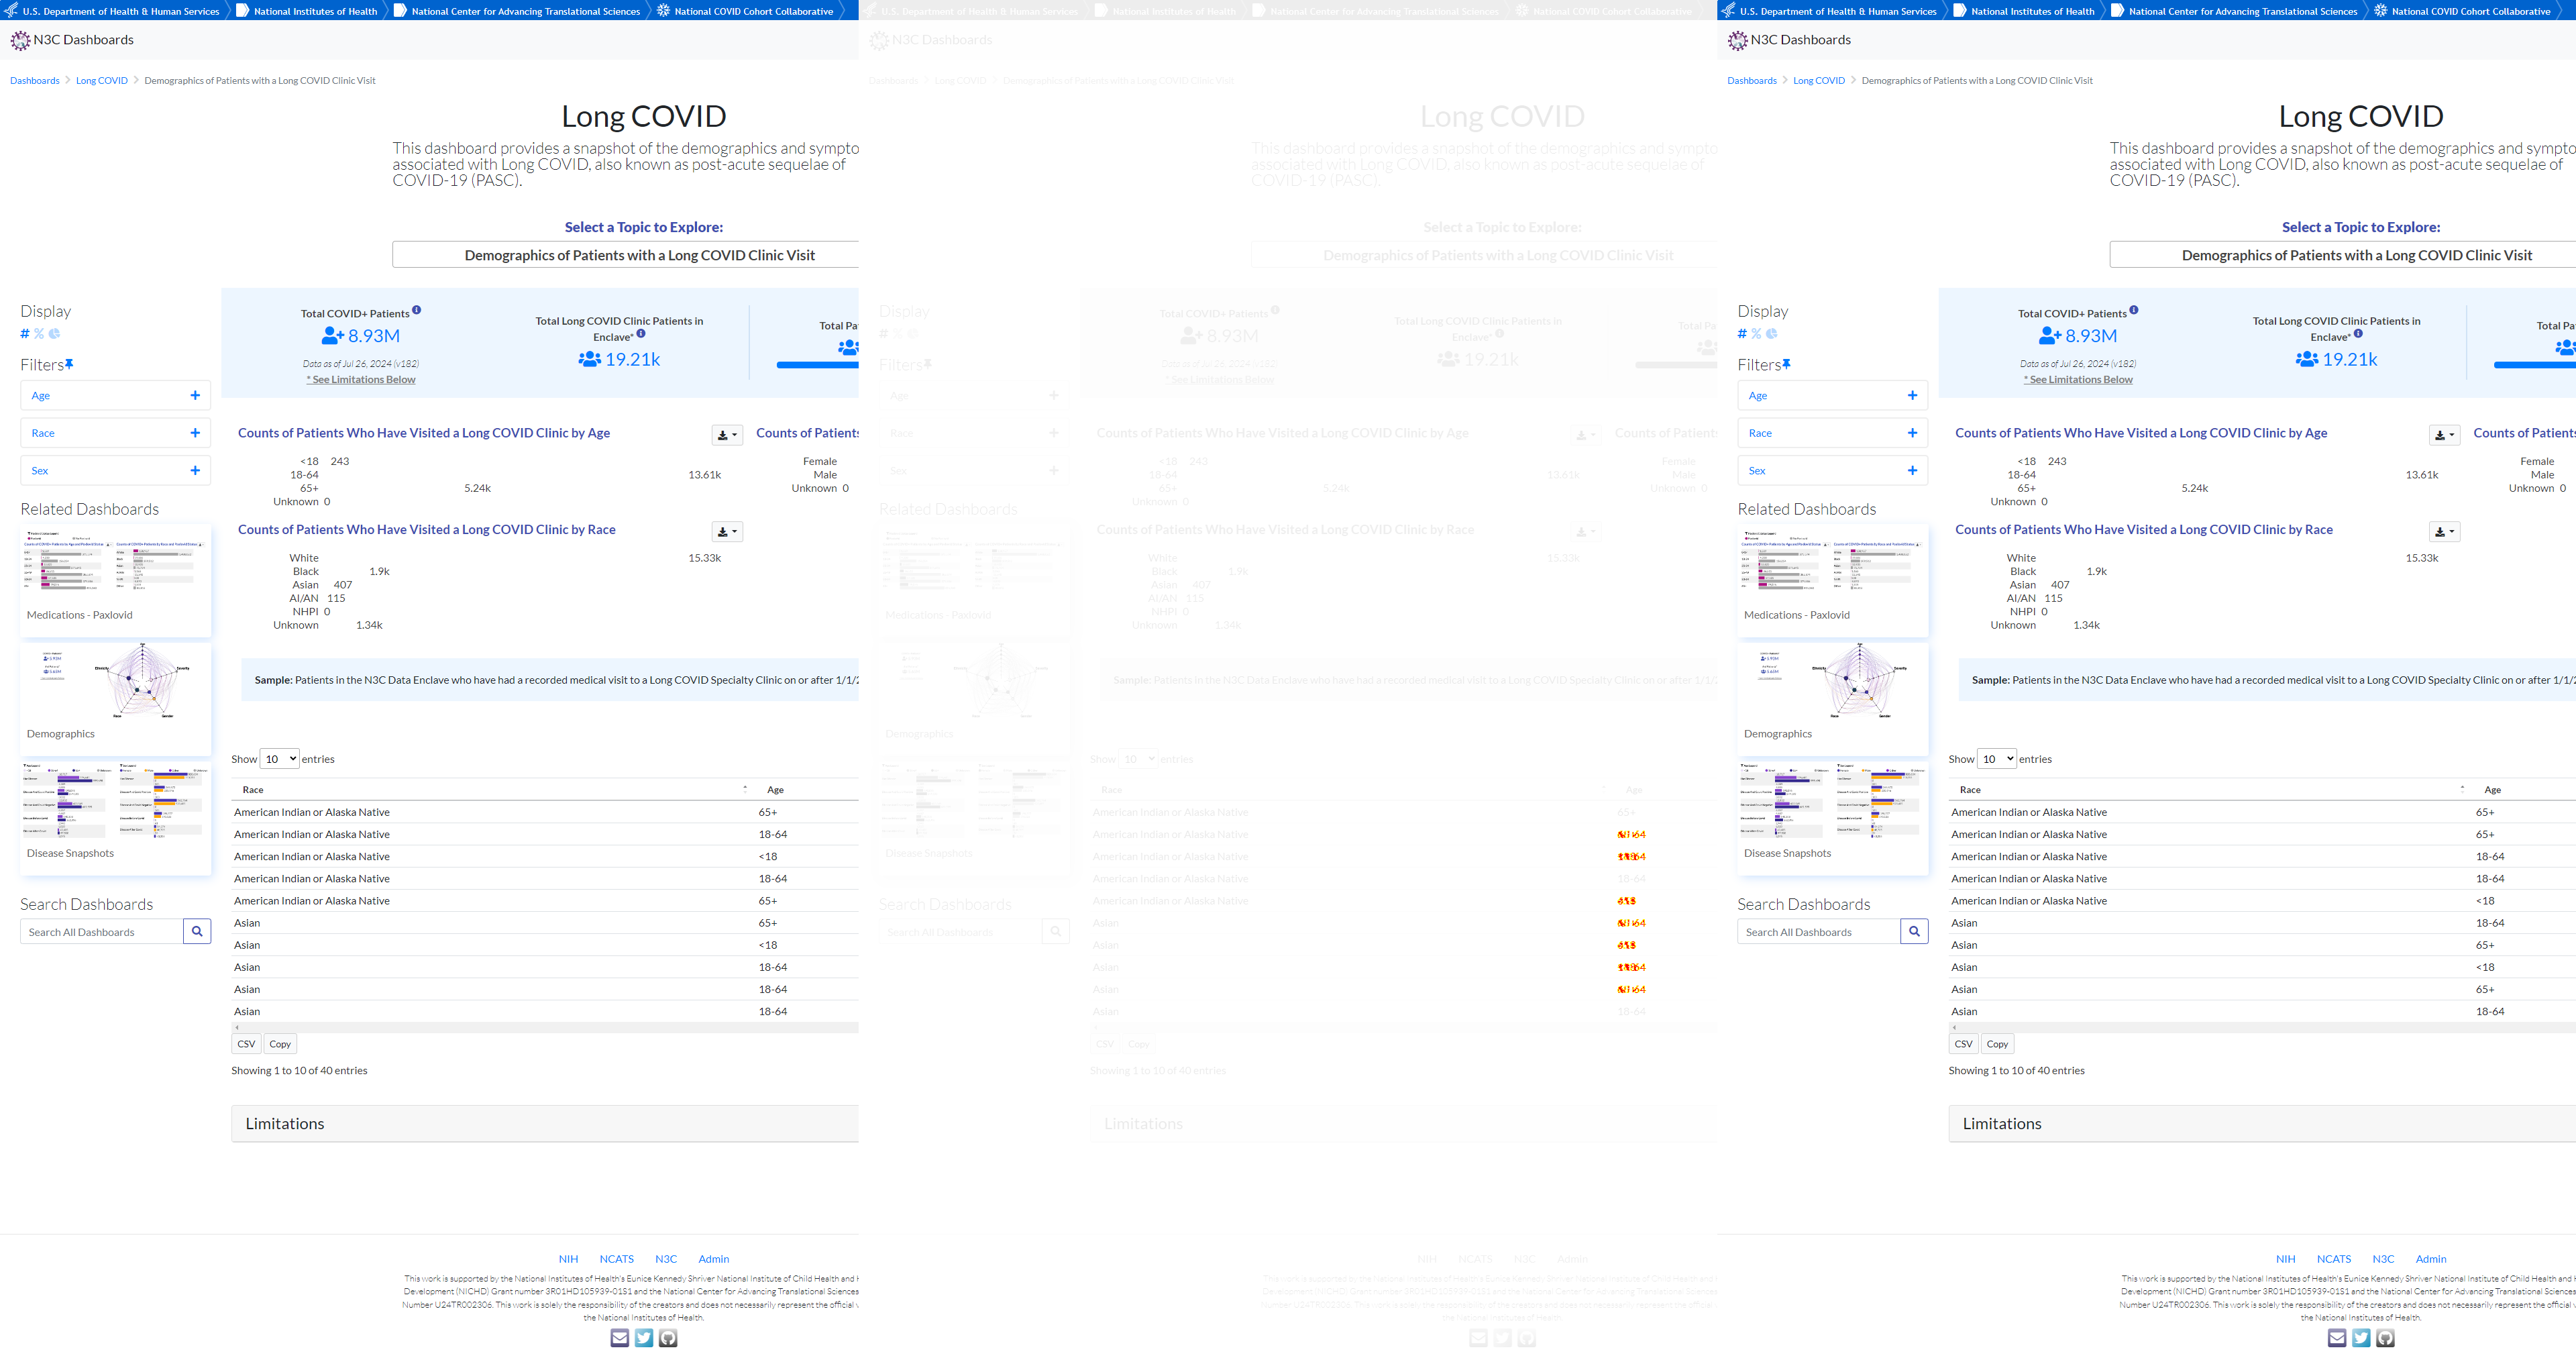 U.S. Department of Health & Human Services National Institutes of Health National Center for Advancing Translational Sciences National COVID Cohort Collaborative
N3C Dashboards
Dashboards Long COVID Demographics of Patients with a Long COVID Clinic Visit
Long COVID
This dashboard provides a snapshot of the demographics and sympto
associated with Long COVID, also known as post-acute sequelae of
COVID-19 (PASC).
Select a Topic to Explore:
Demographics of Patients with a Long COVID Clinic Visit
Display
# %
Filters
Age +
Race +
Sex +
Total COVID+ Patients
8.93M
Data as of Jul 26, 2024 (v182)
* See Limitations Below
Total Long COVID Clinic Patients in
Enclave*
19.21k
Total Pa
Counts of Patients Who Have Visited a Long COVID Clinic by Age
<18 243
18-64 13.61k
65+ 5.24k
Unknown 0
Counts of Patients
Female
Male
Unknown 0
Counts of Patients Who Have Visited a Long COVID Clinic by Race
White 15.33k
Black 1.9k
Asian 407
AI/AN 115
NHPI 0
Unknown 1.34k
Related Dashboards
Medications - Paxlovid
Demographics
Disease Snapshots
Search Dashboards
Search All Dashboards
Sample: Patients in the N3C Data Enclave who have had a recorded medical visit to a Long COVID Specialty Clinic on or after 1/1/2
Show 10 entries
Race Age
American Indian or Alaska Native 65+
American Indian or Alaska Native 18-64
American Indian or Alaska Native <18
American Indian or Alaska Native 18-64
American Indian or Alaska Native 65+
Asian 65+
Asian <18
Asian 18-64
Asian 18-64
Asian 18-64
CSV Copy
Showing 1 to 10 of 40 entries
Limitations
NIH NCATS N3C Admin
This work is supported by the National Institutes of Health's Eunice Kennedy Shriver National Institute of Child Health and H
Development (NICHD) Grant number 3R01HD105939-01S1 and the National Center for Advancing Translational Sciences
Number U24TR002306. This work is solely the responsibility of the creators and does not necessarily represent the official v
the National Institutes of Health.
U.S. Department of Health & Human Services National Institutes of Health National Center for Advancing Translational Sciences National COVID Cohort Collaborative
N3C Dashboards
Dashboards Long COVID Demographics of Patients with a Long COVID Clinic Visit
Long COVID
This dashboard provides a snapshot of the demographics and sympto
associated with Long COVID, also known as post-acute sequelae of
COVID-19 (PASC).
Select a Topic to Explore:
Demographics of Patients with a Long COVID Clinic Visit
Display
# %
Filters
Age +
Race +
Sex +
Total COVID+ Patients
8.93M
Data as of Jul 26, 2024 (v182)
* See Limitations Below
Total Long COVID Clinic Patients in
Enclave*
19.21k
Total Pa
Counts of Patients Who Have Visited a Long COVID Clinic by Age
<18 243
18-64 13.61k
65+ 5.24k
Unknown 0
Counts of Patients
Female
Male
Unknown 0
Counts of Patients Who Have Visited a Long COVID Clinic by Race
White 15.33k
Black 1.9k
Asian 407
AI/AN 115
NHPI 0
Unknown 1.34k
Related Dashboards
Medications - Paxlovid
Demographics
Disease Snapshots
Search Dashboards
Search All Dashboards
Sample: Patients in the N3C Data Enclave who have had a recorded medical visit to a Long COVID Specialty Clinic on or after 1/1/2
Show 10 entries
Race Age
American Indian or Alaska Native 65+
American Indian or Alaska Native
American Indian or Alaska Native
American Indian or Alaska Native 18-64
American Indian or Alaska Native
Asian
Asian
Asian
Asian
Asian 18-64
CSV Copy
Showing 1 to 10 of 40 entries
Limitations
NIH NCATS N3C Admin
This work is supported by the National Institutes of Health's Eunice Kennedy Shriver National Institute of Child Health and H
Development (NICHD) Grant number 3R01HD105939-01S1 and the National Center for Advancing Translational Sciences
Number U24TR002306. This work is solely the responsibility of the creators and does not necessarily represent the official v
the National Institutes of Health.
U.S. Department of Health & Human Services National Institutes of Health National Center for Advancing Translational Sciences National COVID Cohort Collaborative
N3C Dashboards
Dashboards Long COVID Demographics of Patients with a Long COVID Clinic Visit
Long COVID
This dashboard provides a snapshot of the demographics and sympto
associated with Long COVID, also known as post-acute sequelae of
COVID-19 (PASC).
Select a Topic to Explore:
Demographics of Patients with a Long COVID Clinic Visit
Display
# %
Filters
Age +
Race +
Sex +
Total COVID+ Patients
8.93M
Data as of Jul 26, 2024 (v182)
* See Limitations Below
Total Long COVID Clinic Patients in
Enclave*
19.21k
Total Pa
Counts of Patients Who Have Visited a Long COVID Clinic by Age
<18 243
18-64 13.61k
65+ 5.24k
Unknown 0
Counts of Patients
Female
Male
Unknown 0
Counts of Patients Who Have Visited a Long COVID Clinic by Race
White 15.33k
Black 1.9k
Asian 407
AI/AN 115
NHPI 0
Unknown 1.34k
Related Dashboards
Medications - Paxlovid
Demographics
Disease Snapshots
Search Dashboards
Search All Dashboards
Sample: Patients in the N3C Data Enclave who have had a recorded medical visit to a Long COVID Specialty Clinic on or after 1/1/2
Show 10 entries
Race Age
American Indian or Alaska Native 65+
American Indian or Alaska Native 65+
American Indian or Alaska Native 18-64
American Indian or Alaska Native 18-64
American Indian or Alaska Native <18
Asian 18-64
Asian 65+
Asian <18
Asian 65+
Asian 18-64
CSV Copy
Showing 1 to 10 of 40 entries
Limitations
NIH NCATS N3C Admin
This work is supported by the National Institutes of Health's Eunice Kennedy Shriver National Institute of Child Health and H
Development (NICHD) Grant number 3R01HD105939-01S1 and the National Center for Advancing Translational Sciences
Number U24TR002306. This work is solely the responsibility of the creators and does not necessarily represent the official v
the National Institutes of Health.